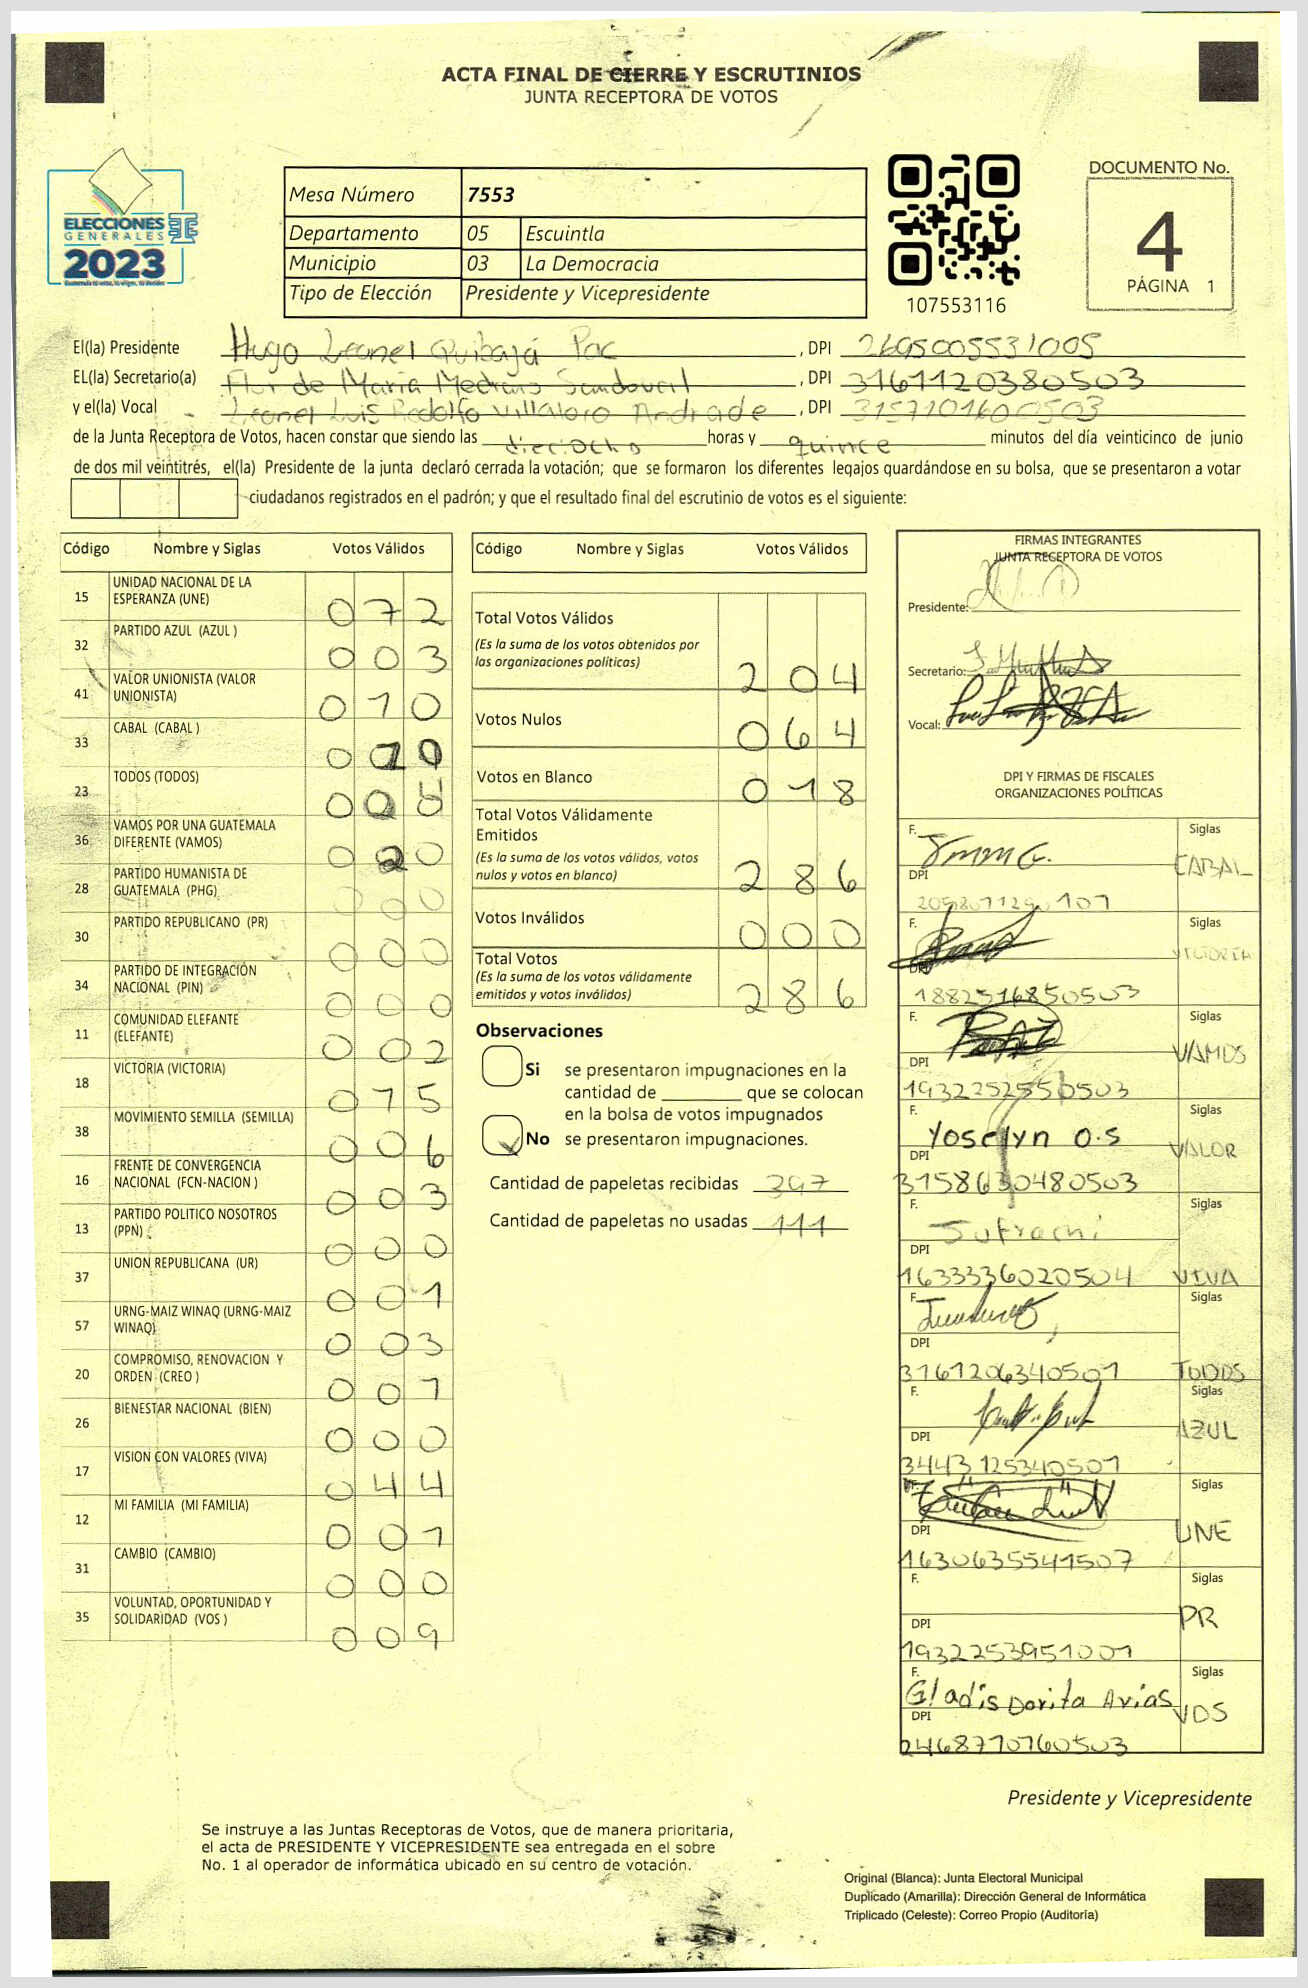 ACTA FINAL DE CIERRE Y ESCRUTINIOS
JUNTA RECEPTORA DE VOTOS
ELECCIONES
GENERALES
2023
Mesa Número 7553
Departamento 05 Escuintla
Municipio 03 La Democracia
Tipo de Elección Presidente y Vicepresidente
107553116
DOCUMENTO No.
4
PÁGINA 1
El(la) Presidente Hugo Leonel Quibajá Pac, DPI 2695005531005
EL(la) Secretario(a) Flor de María Medrano Sandoval, DPI 3161120380503
y el(la) Vocal Leonel Luis Rodolfo Villatoro Andrade, DPI 3157101600503
de la Junta Receptora de Votos, hacen constar que siendo las dieciocho horas y quince minutos del día veinticinco de junio
de dos mil veintitrés, el(la) Presidente de la junta declaró cerrada la votación; que se formaron los diferentes legajos guardándose en su bolsa, que se presentaron a votar
ciudadanos registrados en el padrón; y que el resultado final del escrutinio de votos es el siguiente:
Código Nombre y Siglas Votos Válidos
15 UNIDAD NACIONAL DE LA ESPERANZA (UNE) 072
32 PARTIDO AZUL (AZUL ) 003
41 VALOR UNIONISTA (VALOR UNIONISTA) 010
33 CABAL (CABAL )
23 TODOS (TODOS)
36 VAMOS POR UNA GUATEMALA DIFERENTE (VAMOS) 020
28 PARTIDO HUMANISTA DE GUATEMALA (PHG) 000
30 PARTIDO REPUBLICANO (PR) 000
34 PARTIDO DE INTEGRACIÓN NACIONAL (PIN) 000
11 COMUNIDAD ELEFANTE (ELEFANTE) 002
18 VICTORIA (VICTORIA) 015
38 MOVIMIENTO SEMILLA (SEMILLA) 006
16 FRENTE DE CONVERGENCIA NACIONAL (FCN-NACION ) 003
13 PARTIDO POLITICO NOSOTROS (PPN) 000
37 UNION REPUBLICANA (UR) 001
57 URNG-MAIZ WINAQ (URNG-MAIZ WINAQ) 003
20 COMPROMISO, RENOVACION Y ORDEN (CREO ) 001
26 BIENESTAR NACIONAL (BIEN) 000
17 VISION CON VALORES (VIVA) 044
12 MI FAMILIA (MI FAMILIA) 001
31 CAMBIO (CAMBIO) 000
35 VOLUNTAD, OPORTUNIDAD Y SOLIDARIDAD (VOS ) 009
Código Nombre y Siglas Votos Válidos
Total Votos Válidos 204
(Es la suma de los votos obtenidos por
las organizaciones políticas)
Votos Nulos 064
Votos en Blanco 018
Total Votos Válidamente
Emitidos 286
(Es la suma de los votos válidos, votos
nulos y votos en blanco)
Votos Inválidos 000
Total Votos 286
(Es la suma de los votos válidamente
emitidos y votos inválidos)
Observaciones
Si se presentaron impugnaciones en la
cantidad de ________ que se colocan
en la bolsa de votos impugnados
No se presentaron impugnaciones.
Cantidad de papeletas recibidas 397
Cantidad de papeletas no usadas 111
FIRMAS INTEGRANTES
JUNTA RECEPTORA DE VOTOS
Presidente:
Secretario:
Vocal:
DPI Y FIRMAS DE FISCALES
ORGANIZACIONES POLÍTICAS
F. Siglas
CABAL
DPI
F. Siglas
VICTORIA
DPI
1882516850503
F. Siglas
VAMOS
DPI
F. Yoselyn O.S Siglas
VALOR
DPI
3158630480503
F. Siglas
DPI
1633336020504 VIVA
F. Siglas
DPI
3161206340501 TODOS
F. Siglas
AZUL
DPI
3443125340501
F. Siglas
UNE
DPI
1630635541507
F. Siglas
PR
DPI
1932253951001
F. Gladis Dorita Arias Siglas
VOS
DPI
2468770760503
Presidente y Vicepresidente
Se instruye a las Juntas Receptoras de Votos, que de manera prioritaria,
el acta de PRESIDENTE Y VICEPRESIDENTE sea entregada en el sobre
No. 1 al operador de informática ubicado en su centro de votación.
Original (Blanca): Junta Electoral Municipal
Duplicado (Amarilla): Dirección General de Informática
Triplicado (Celeste): Correo Propio (Auditoría)